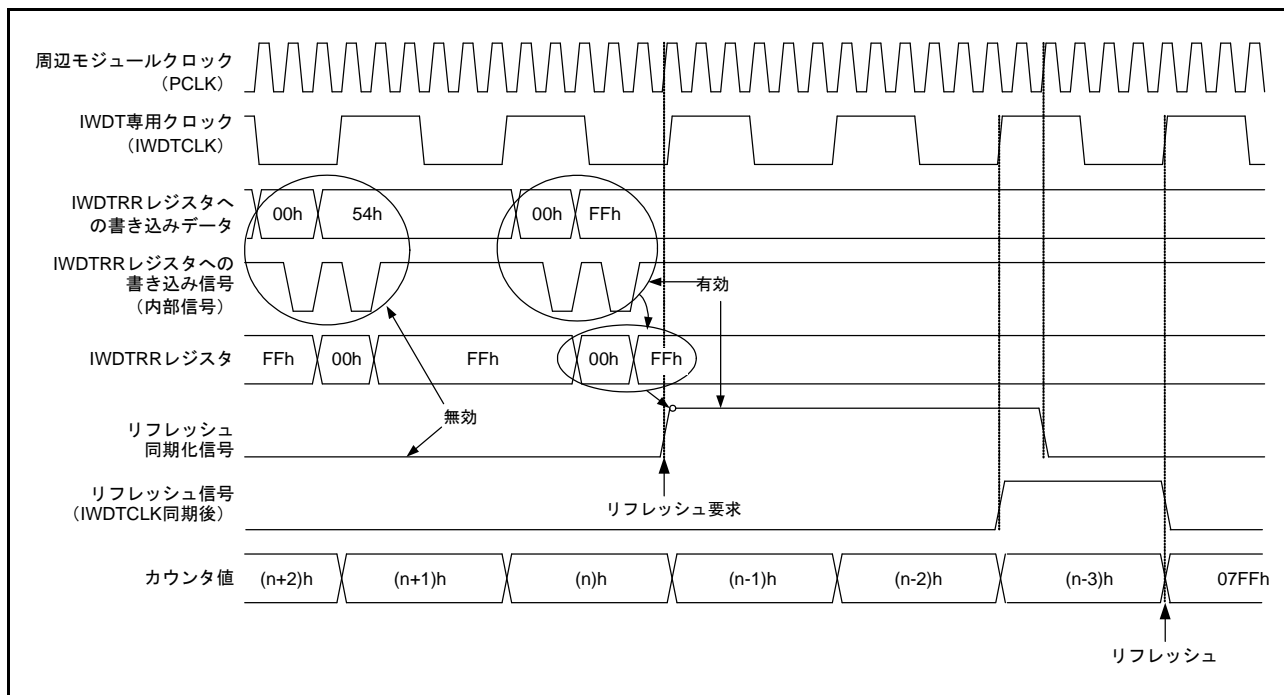 周辺モジュールクロック
（PCLK）
IWDT専用クロック
（IWDTCLK）
IWDTRRレジスタへ
の書き込みデータ
00h 54h 00h FFh
IWDTRRレジスタへの
書き込み信号
（内部信号）
有効
IWDTRRレジスタ
FFh 00h FFh 00h FFh
無効
リフレッシュ
同期化信号
リフレッシュ要求
リフレッシュ信号
（IWDTCLK同期後）
カウンタ値
(n+2)h (n+1)h (n)h (n-1)h (n-2)h (n-3)h 07FFh
リフレッシュ